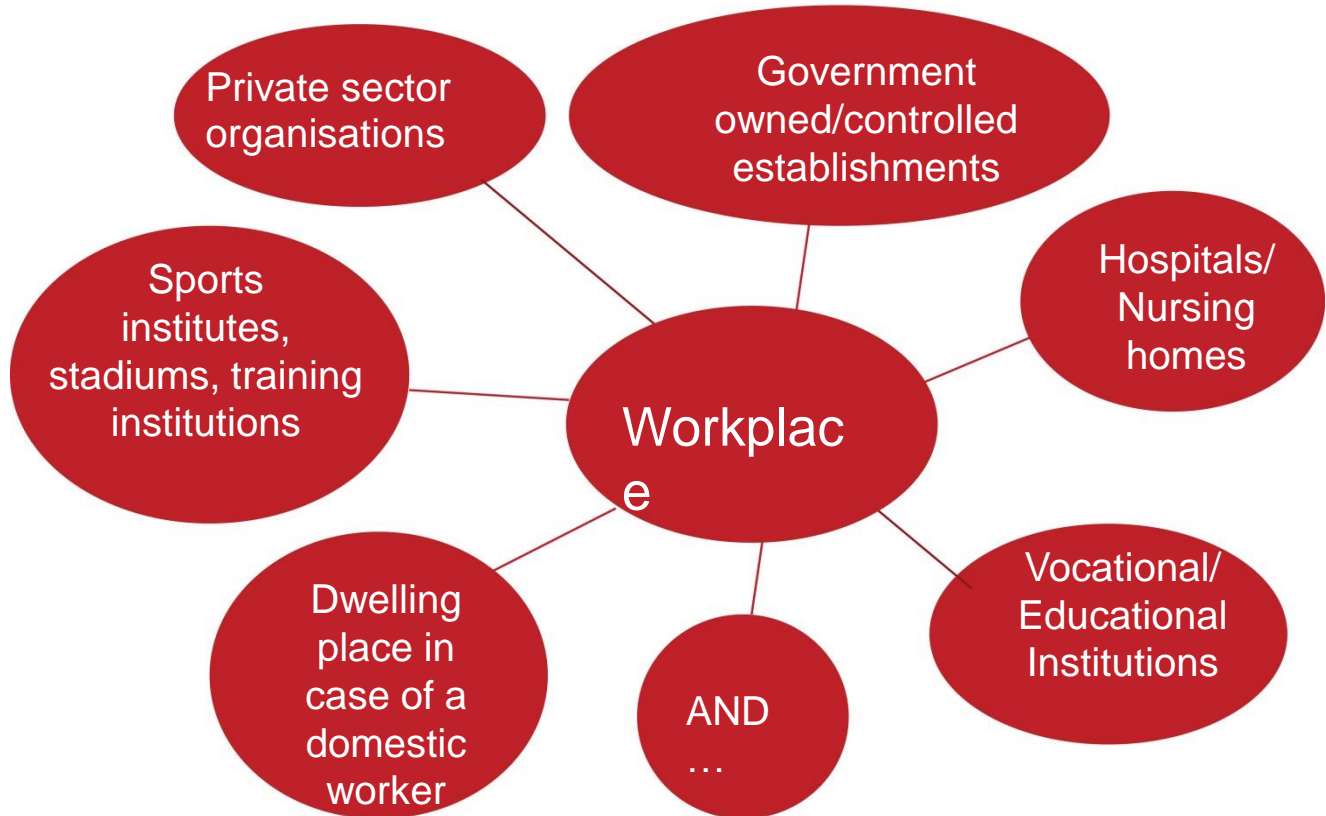 Private sector
organisations
Government
owned/controlled
establishments
Sports
institutes,
stadiums, training
institutions
Hospitals/
Nursing
homes
Workplac
e
Dwelling
place in
case of a
domestic
worker
AND
…
Vocational/
Educational
Institutions